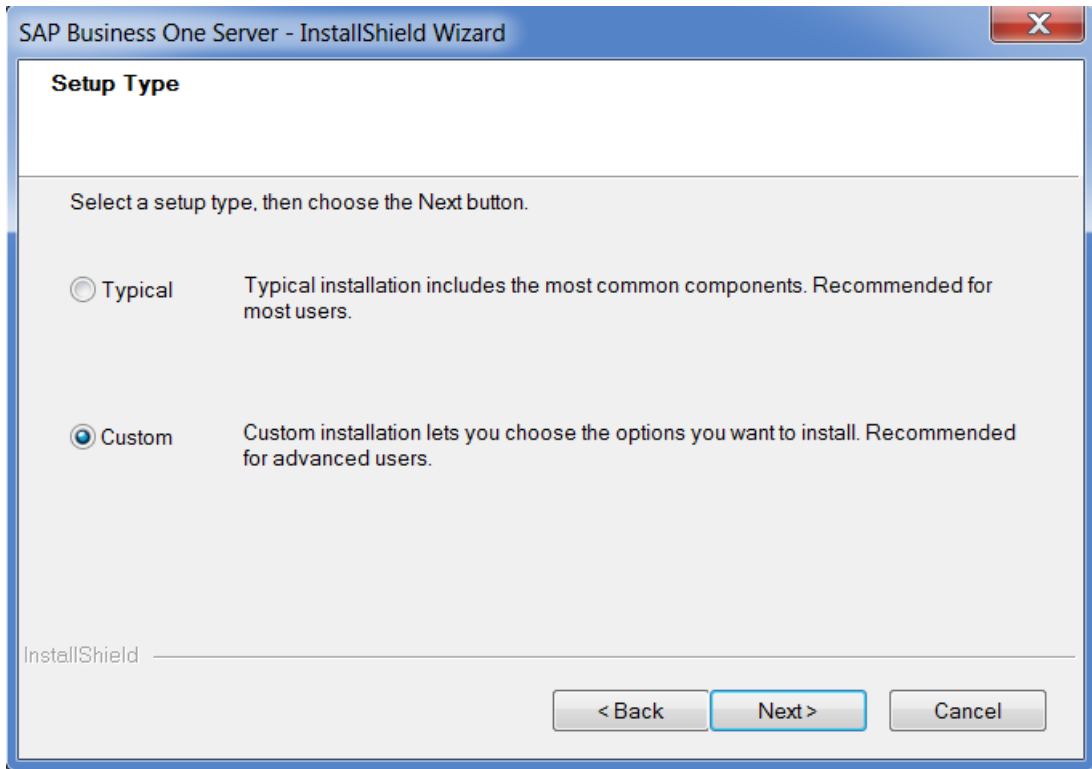 SAP Business One Server - InstallShield Wizard
Setup Type
Select a setup type, then choose the Next button.
Typical
Typical installation includes the most common components. Recommended for
most users.
Custom
Custom installation lets you choose the options you want to install. Recommended
for advanced users.
InstallShield
< Back
Next >
Cancel